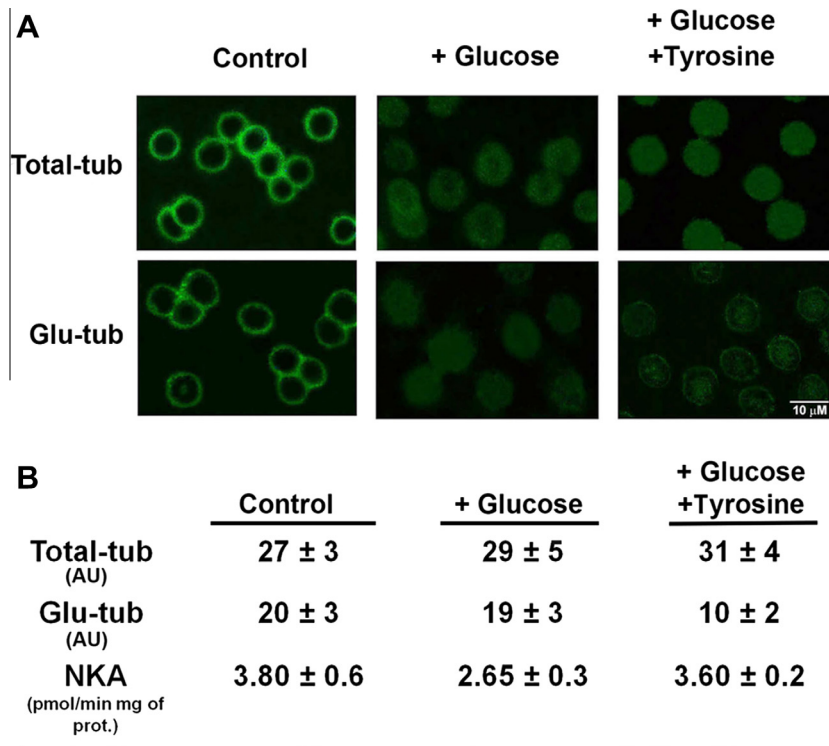 A
Control
+ Glucose
+ Glucose
+Tyrosine
Total-tub
Glu-tub
10 μM
B
Control
+ Glucose
+ Glucose
+Tyrosine
Total-tub 27 ± 3 29 ± 5 31 ± 4
(AU)
Glu-tub 20 ± 3 19 ± 3 10 ± 2
(AU)
NKA 3.80 ± 0.6 2.65 ± 0.3 3.60 ± 0.2
(pmol/min mg of
prot.)